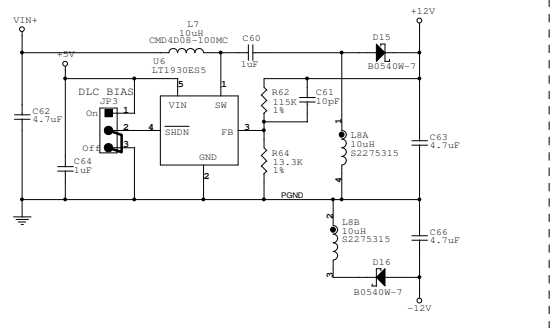 +12V
VIN+
L7
10uH
CMD4D08-100MC
C60
1uF
D15
B0540W-7
+5V
U6
LT1930ES5
5
1
DLC BIAS
JP3
On
1
2
Off
3
VIN
SW
4
SHDN
FB
3
GND
2
R62
115K
1%
C61
10pF
C62
4.7uF
C64
1uF
R64
13.3K
1%
1
L8A
10uH
S2275315
4
C63
4.7uF
PGND
2
L8B
10uH
S2275315
3
C66
4.7uF
D16
B0540W-7
-12V